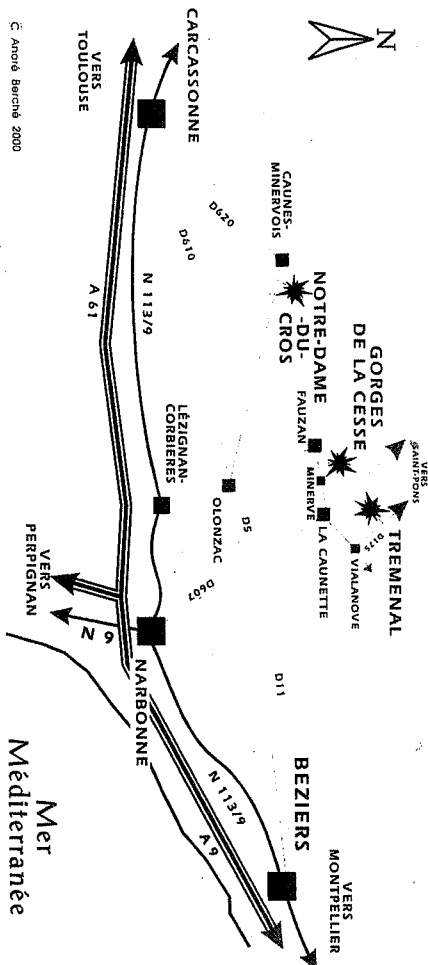 N
CARCASSONNE
VERS
TOULOUSE
CAUNES-
MINERVOIS
D620
D610
NOTRE-DAME
-DU-
CROS
GORGES
DE LA CESSE
VERS
SAINT-PONS
TREMENAL
FAUZAN
MINERVE
LA CAUNETTE
D175
VIALANOVE
N 113/9
A 61
LÉZIGNAN-
CORBIERES
OLONZAC
D5
D607
D11
VERS
PERPIGNAN
N 9
NARBONNE
BEZIERS
N 113/9
A 9
VERS
MONTPELLIER
Mer
Méditerranée
© André Berché 2000